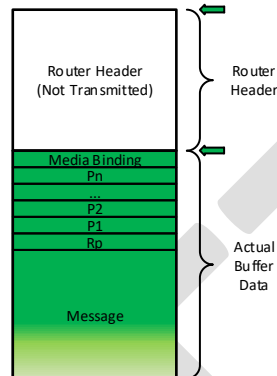 Router Header
(Not Transmitted)
Router
Header
Media Binding
Pn
...
P2
P1
Rp
Message
Actual
Buffer
Data